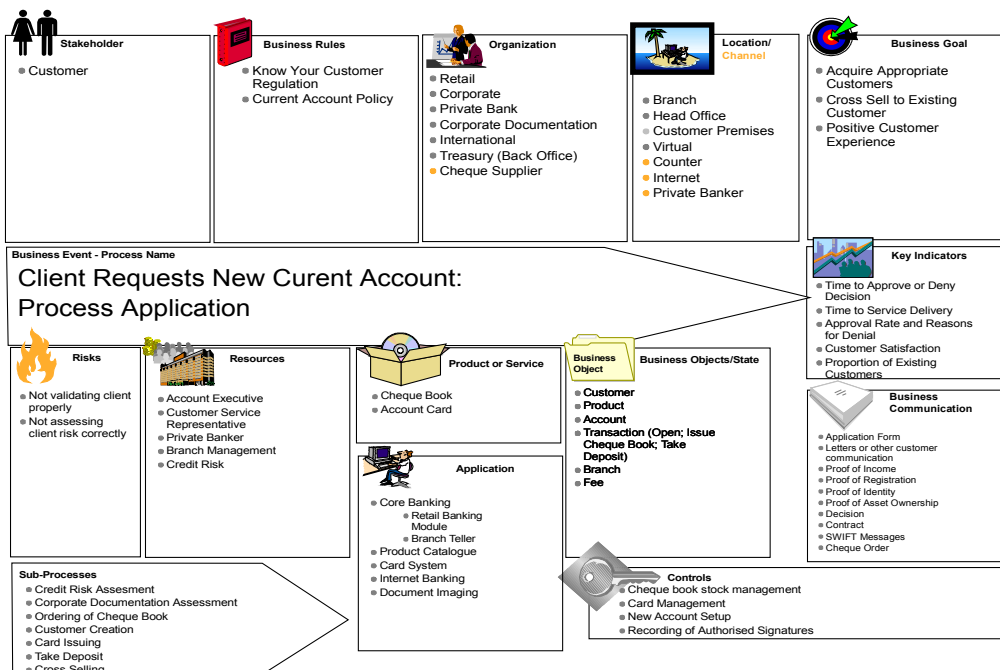 Stakeholder
Customer
Business Rules
Know Your Customer
Regulation
Current Account Policy
Organization
Retail
Corporate
Private Bank
Corporate Documentation
International
Treasury (Back Office)
Cheque Supplier
Location/
Channel
Branch
Head Office
Customer Premises
Virtual
Counter
Internet
Private Banker
Business Goal
Acquire Appropriate
Customers
Cross Sell to Existing
Customer
Positive Customer
Experience
Business Event - Process Name
Client Requests New Curent Account:
Process Application
Key Indicators
Time to Approve or Deny
Decision
Time to Service Delivery
Approval Rate and Reasons
for Denial
Customer Satisfaction
Proportion of Existing
Customers
Risks
Not validating client
properly
Not assessing
client risk correctly
Resources
Account Executive
Customer Service
Representative
Private Banker
Branch Management
Credit Risk
Product or Service
Cheque Book
Account Card
Business
Object
Business Objects/State
Customer
Product
Account
Transaction (Open; Issue
Cheque Book; Take
Deposit)
Branch
Fee
Business
Communication
Application Form
Letters or other customer
communication
Proof of Income
Proof of Registration
Proof of Identity
Proof of Asset Ownership
Decision
Contract
SWIFT Messages
Cheque Order
Application
Core Banking
Retail Banking
Module
Branch Teller
Product Catalogue
Card System
Internet Banking
Document Imaging
Sub-Processes
Credit Risk Assesment
Corporate Documentation Assessment
Ordering of Cheque Book
Customer Creation
Card Issuing
Take Deposit
Cross Selling
Controls
Cheque book stock management
Card Management
New Account Setup
Recording of Authorised Signatures